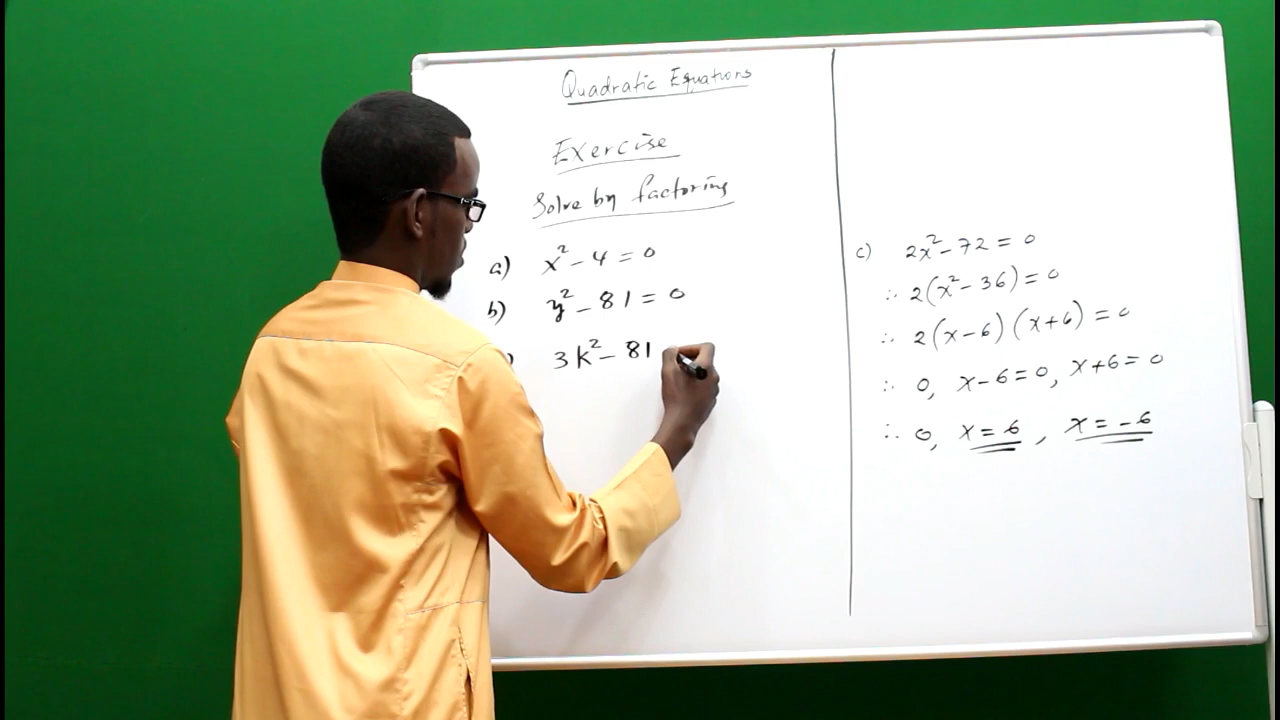 Quadratic Equations
Exercise
Solve by factoring
a) x² - 4 = 0
b) y² - 81 = 0
) 3k² - 81
c) 2x² - 72 = 0
∴ 2(x² - 36) = 0
∴ 2(x - 6)(x + 6) = 0
∴ 0, x - 6 = 0, x + 6 = 0
∴ 0, x = 6, x = -6